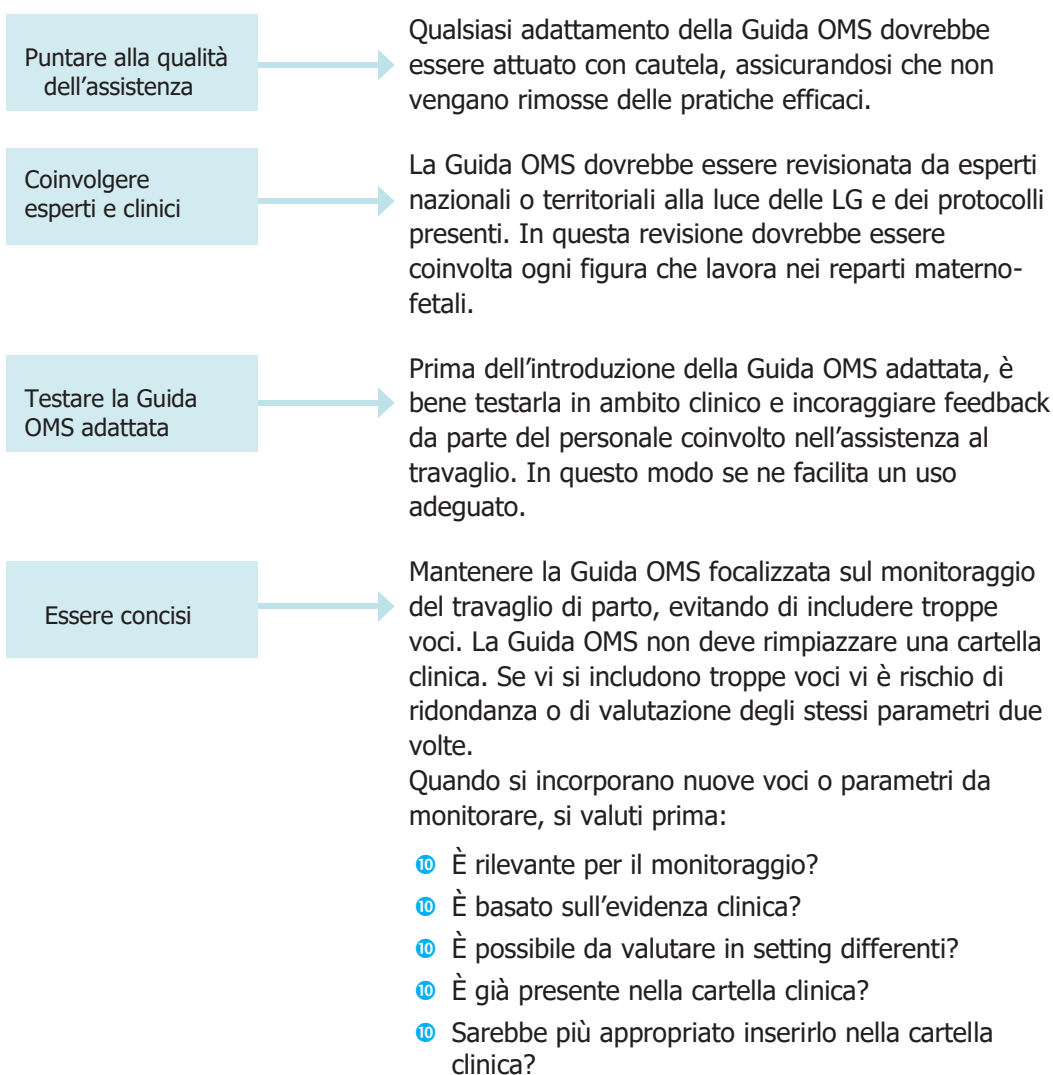 Puntare alla qualità
dell'assistenza
Qualsiasi adattamento della Guida OMS dovrebbe
essere attuato con cautela, assicurandosi che non
vengano rimosse delle pratiche efficaci.
Coinvolgere
esperti e clinici
La Guida OMS dovrebbe essere revisionata da esperti
nazionali o territoriali alla luce delle LG e dei protocolli
presenti. In questa revisione dovrebbe essere
coinvolta ogni figura che lavora nei reparti materno-
fetali.
Testare la Guida
OMS adattata
Prima dell'introduzione della Guida OMS adattata, è
bene testarla in ambito clinico e incoraggiare feedback
da parte del personale coinvolto nell'assistenza al
travaglio. In questo modo se ne facilita un uso
adeguato.
Essere concisi
Mantenere la Guida OMS focalizzata sul monitoraggio
del travaglio di parto, evitando di includere troppe
voci. La Guida OMS non deve rimpiazzare una cartella
clinica. Se vi si includono troppe voci vi è rischio di
ridondanza o di valutazione degli stessi parametri due
volte.
Quando si incorporano nuove voci o parametri da
monitorare, si valuti prima:
❿ È rilevante per il monitoraggio?
❿ È basato sull'evidenza clinica?
❿ È possibile da valutare in setting differenti?
❿ È già presente nella cartella clinica?
❿ Sarebbe più appropriato inserirlo nella cartella
clinica?